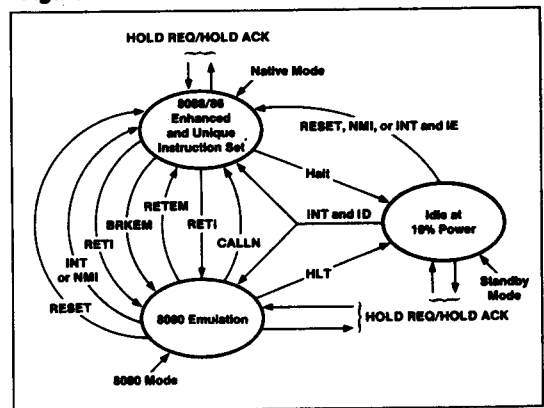 HOLD REQ/HOLD ACK
Native Mode
8088/86
Enhanced
and Unique
Instruction Set
RESET, NMI, or INT and IE
Halt
RETEM
BRKEM
RETI
RETI
CALLN
INT and ID
Idle at
10% Power
INT
or NMI
HLT
RESET
Standby
Mode
8080 Emulation
HOLD REQ/HOLD ACK
8080 Mode